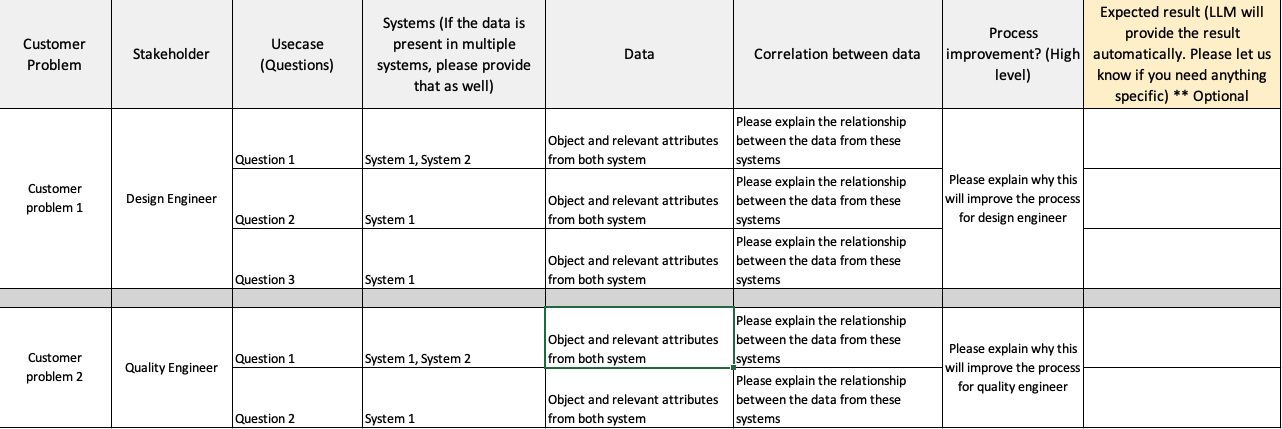 Customer
Problem
Stakeholder
Usecase
(Questions)
Systems (If the data is
present in multiple
systems, please provide
that as well)
Data
Correlation between data
Process
improvement? (High
level)
Expected result (LLM will
provide the result
automatically. Please let us
know if you need anything
specific) ** Optional
Customer
problem 1
Design Engineer
Question 1
System 1, System 2
Object and relevant attributes
from both system
Please explain the relationship
between the data from these
systems
Please explain why this
will improve the process
for design engineer
Question 2
System 1
Object and relevant attributes
from both system
Please explain the relationship
between the data from these
systems
Question 3
System 1
Object and relevant attributes
from both system
Please explain the relationship
between the data from these
systems
Customer
problem 2
Quality Engineer
Question 1
System 1, System 2
Object and relevant attributes
from both system
Please explain the relationship
between the data from these
systems
Please explain why this
will improve the process
for quality engineer
Question 2
System 1
Object and relevant attributes
from both system
Please explain the relationship
between the data from these
systems